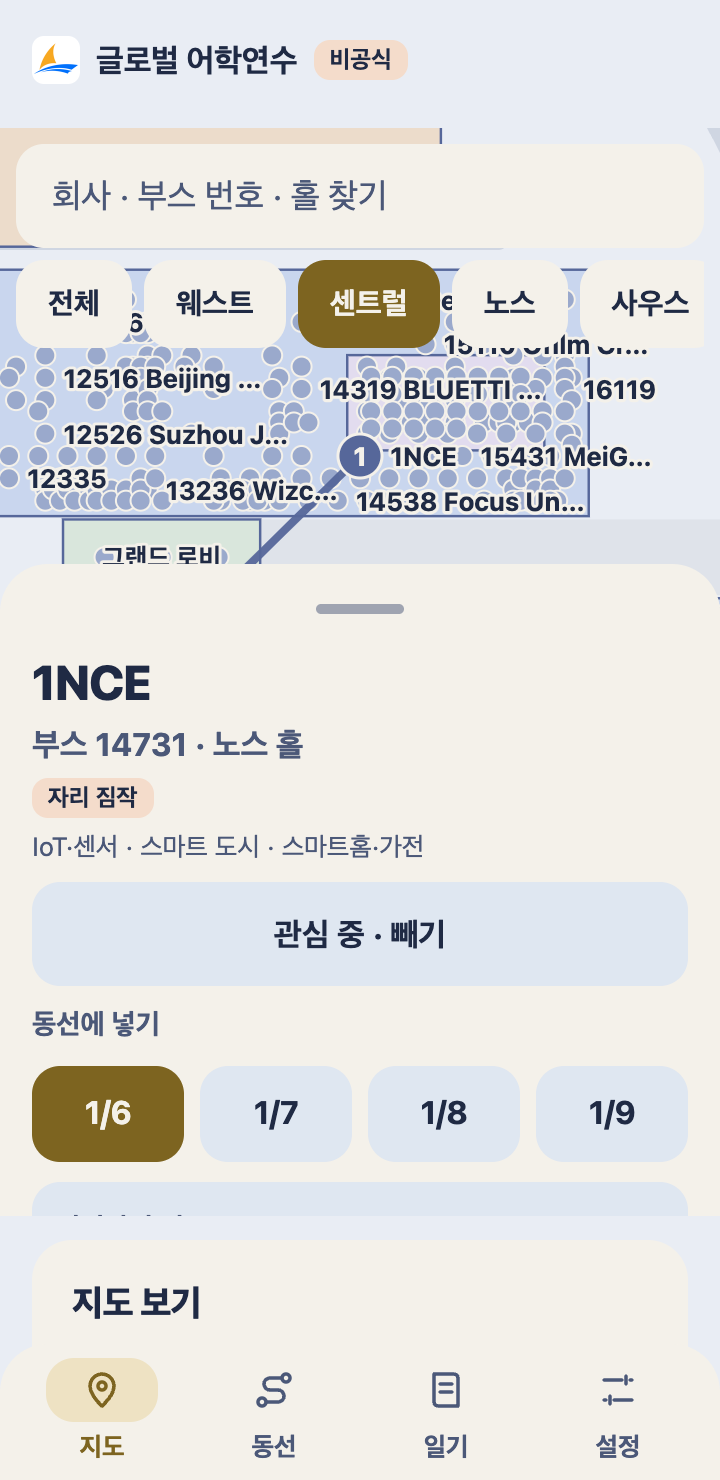 글로벌 어학연수 비공식
회사 · 부스 번호 · 홀 찾기
전체 웨스트 센트럴 노스 사우스
12516 Beijing ...
14319 BLUETTI ... 16119
12526 Suzhou J...
1 1NCE 15431 MeiG...
12335 13236 Wizc... 14538 Focus Un...
그랜드 로비
1NCE
부스 14731 · 노스 홀
자리 짐작
IoT·센서 · 스마트 도시 · 스마트홈·가전
관심 중 · 빼기
동선에 넣기
1/6 1/7 1/8 1/9
지도 보기
지도 동선 일기 설정